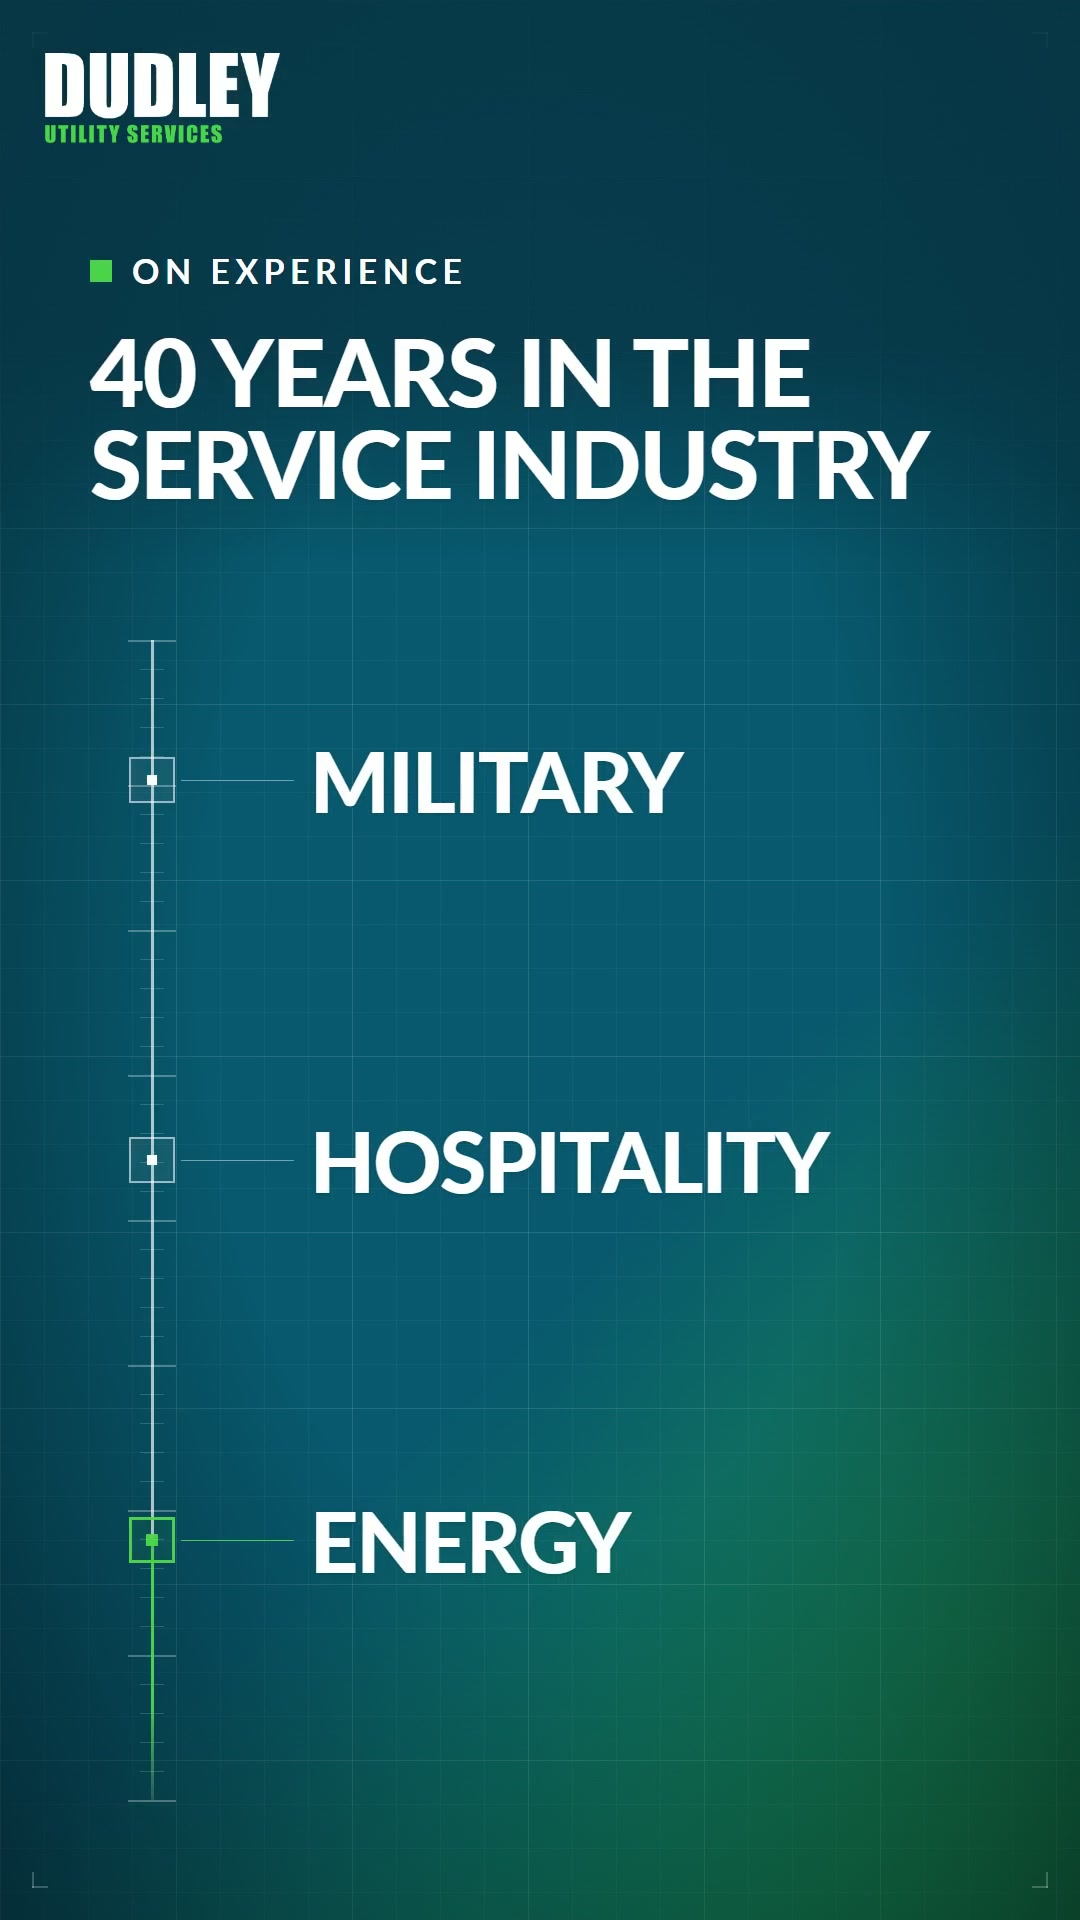 DUDLEY
UTILITY SERVICES
ON EXPERIENCE
40 YEARS IN THE
SERVICE INDUSTRY
MILITARY
HOSPITALITY
ENERGY